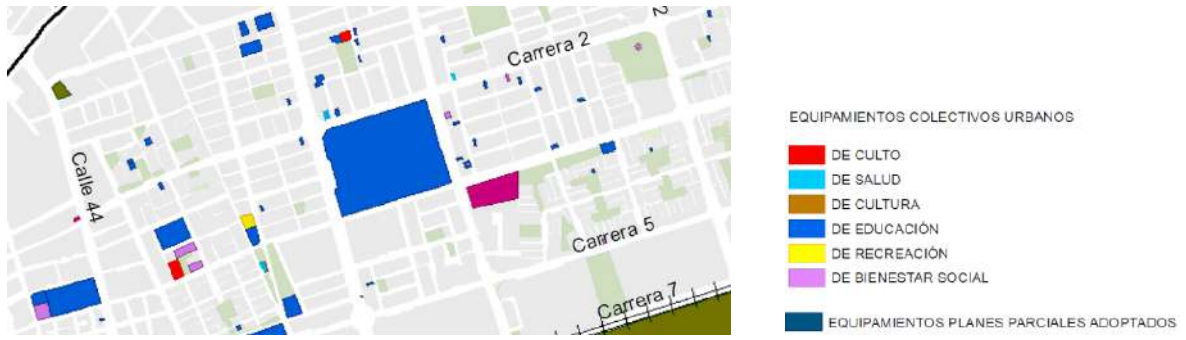 2
Carrera 2
Calle 44
Carrera 5
Carrera 7
EQUIPAMIENTOS COLECTIVOS URBANOS
DE CULTO
DE SALUD
DE CULTURA
DE EDUCACIÓN
DE RECREACIÓN
DE BIENESTAR SOCIAL
EQUIPAMIENTOS PLANES PARCIALES ADOPTADOS